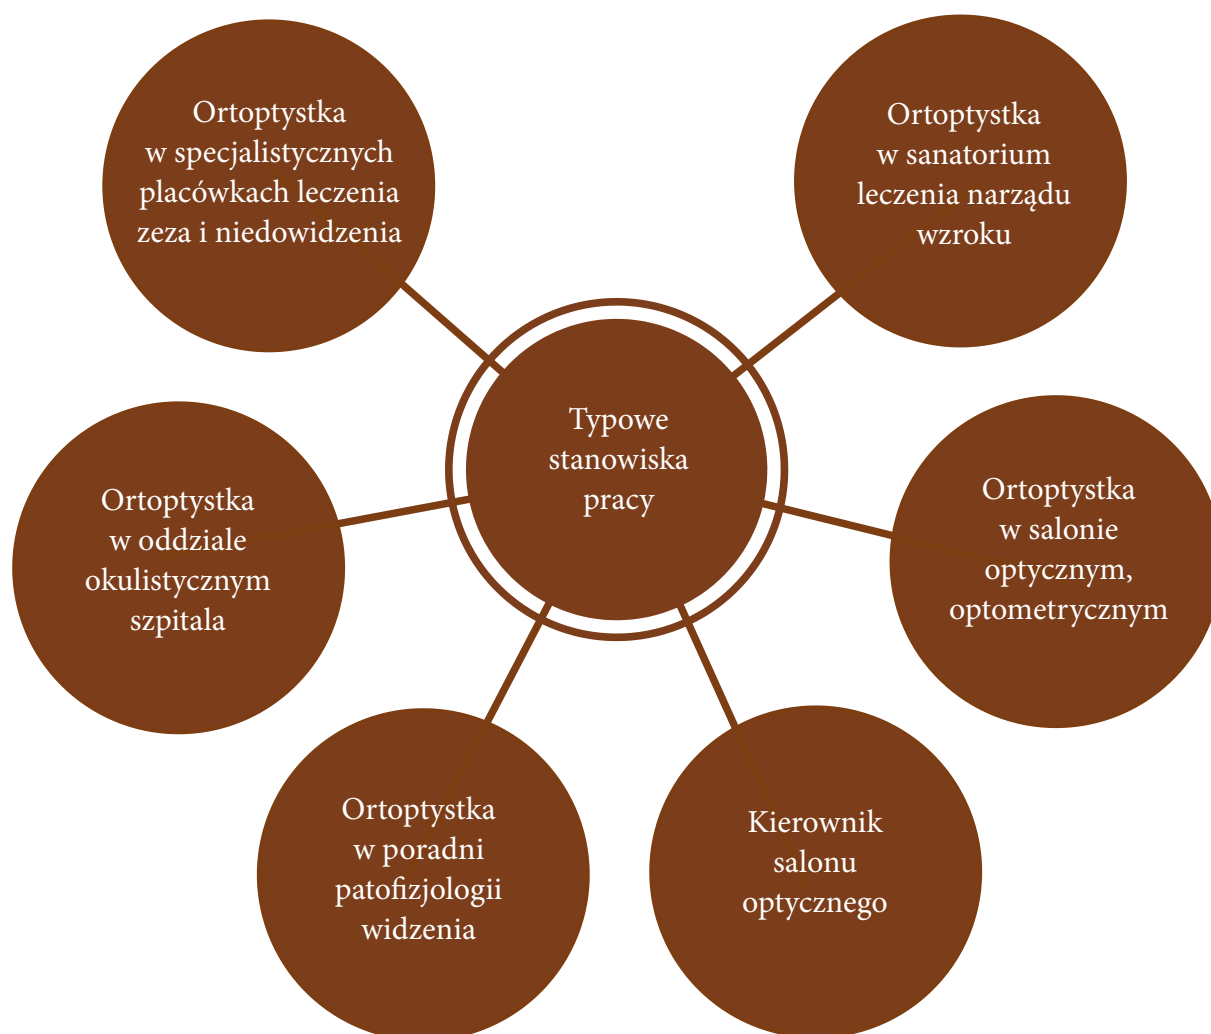 Ortoptystka
w specjalistycznych
placówkach leczenia
zeza i niedowidzenia
Ortoptystka
w sanatorium
leczenia narządu
wzroku
Typowe
stanowiska
pracy
Ortoptystka
w oddziale
okulistycznym
szpitala
Ortoptystka
w salonie
optycznym,
optometrycznym
Ortoptystka
w poradni
patofizjologii
widzenia
Kierownik
salonu
optycznego